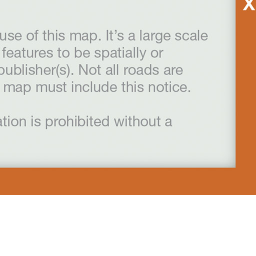 X
use of this map. It's a large scale
features to be spatially or
publisher(s). Not all roads are
map must include this notice.
ation is prohibited without a